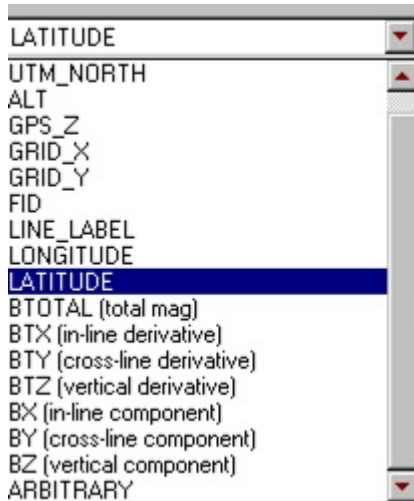 LATITUDE
UTM_NORTH
ALT
GPS_Z
GRID_X
GRID_Y
FID
LINE_LABEL
LONGITUDE
LATITUDE
BTOTAL (total mag)
BTX (in-line derivative)
BTY (cross-line derivative)
BTZ (vertical derivative)
BX (in-line component)
BY (cross-line component)
BZ (vertical component)
ARBITRARY